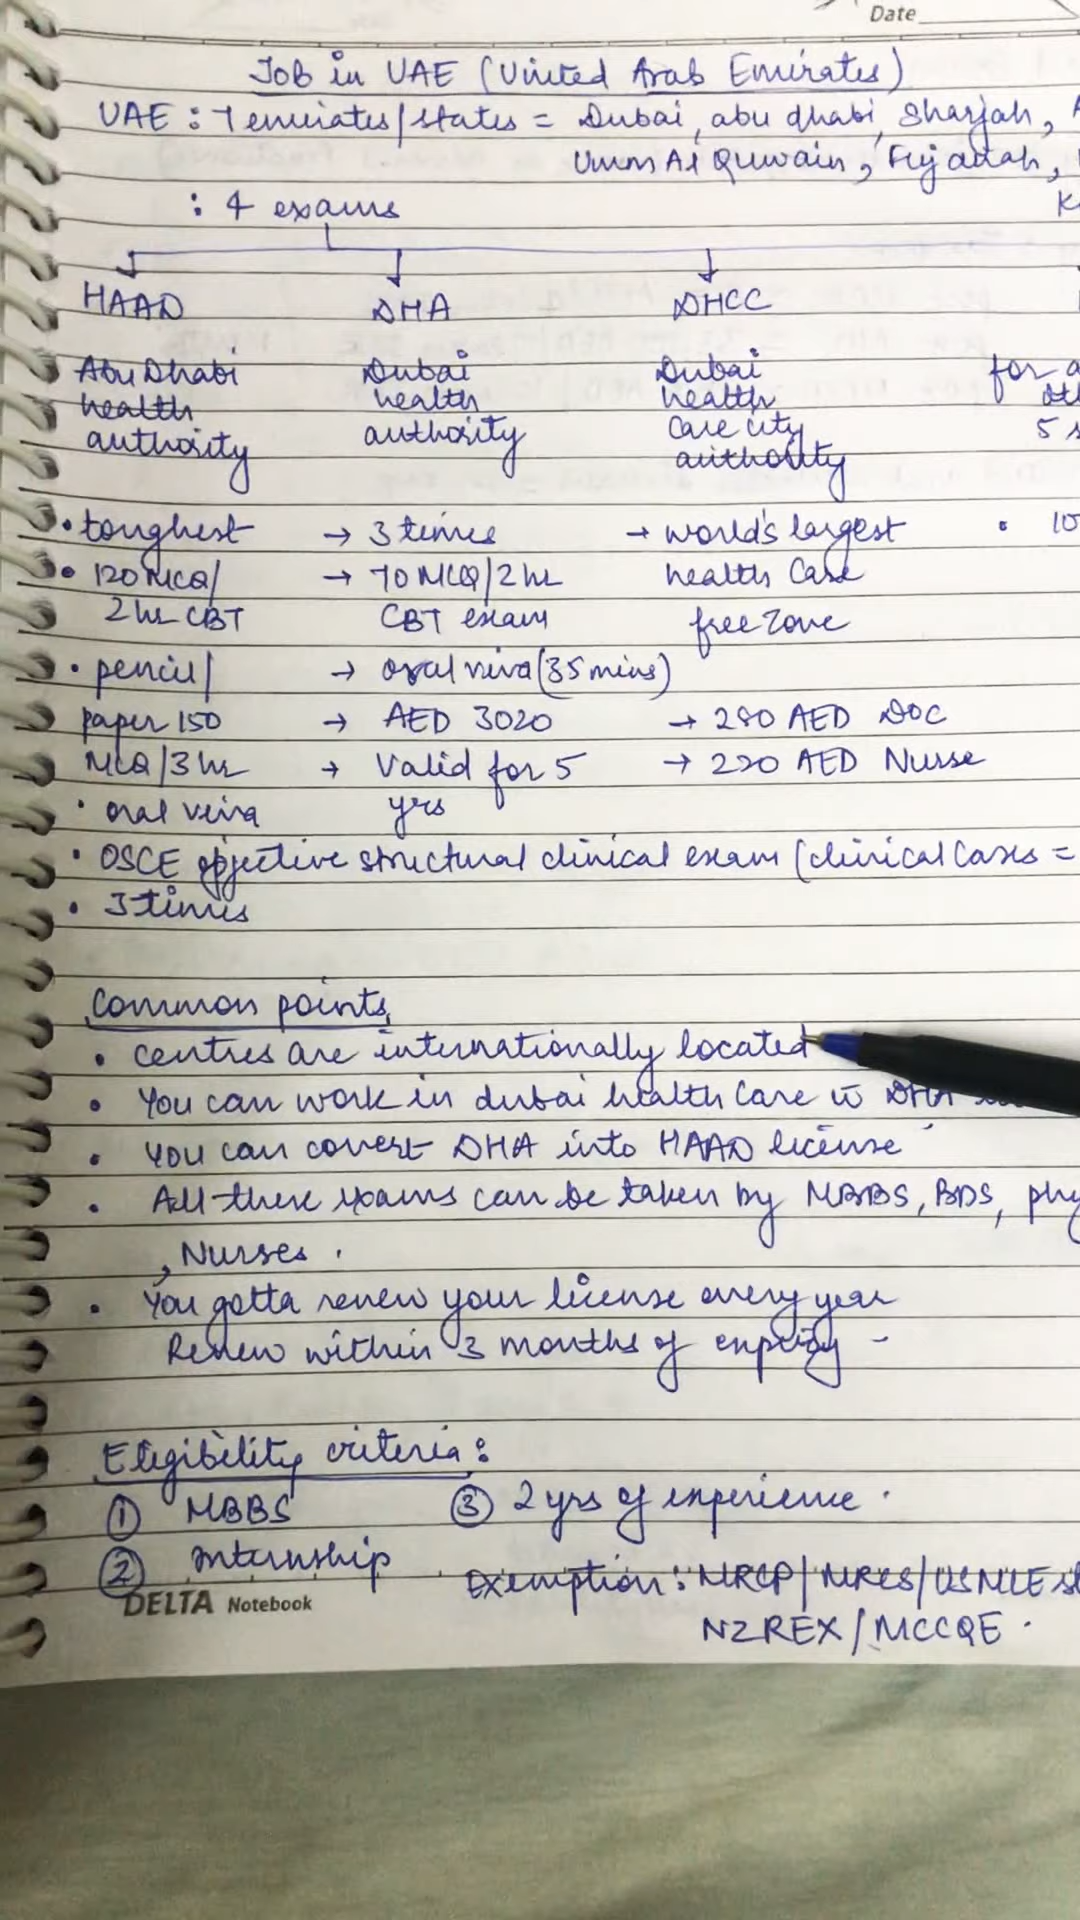 Date
Job in UAE (United Arab Emirates)
UAE : 7 emirates/states = Dubai, abu dhabi, Sharjah, A
Umm Al Quwain, Fujairah,
: 4 exams
HAAD DHA DHCC
Abu Dhabi health authority
Dubai health authority
Dubai health care city authority
for a
5 s
• toughest
• 120 MCQ/
2 hr CBT
• pencil/
paper 150
MCQ/3 hr
• oral viva
• OSCE objective structural clinical exam (clinical cases =
• 3 times
→ 3 times
→ 70 MCQ/2 hr
CBT exam
→ oral viva (35 mins)
→ AED 3020
→ Valid for 5
yrs
→ world's largest
health care
free zone
→ 280 AED DOC
→ 220 AED Nurse
• 10
Common points
• centres are internationally located
• You can work in dubai health care w DHA
• You can covert DHA into HAAD license
• All these exams can be taken by MBBS, BDS, phy
, Nurses .
• You gotta renew your license every year
Renew within 3 months of expiry -
Eligibility criteria :
① MBBS ③ 2 yrs of experience .
② Internship
Exemption : MRCP/MRCS/USMLE st
NZREX/MCCQE .
DELTA Notebook